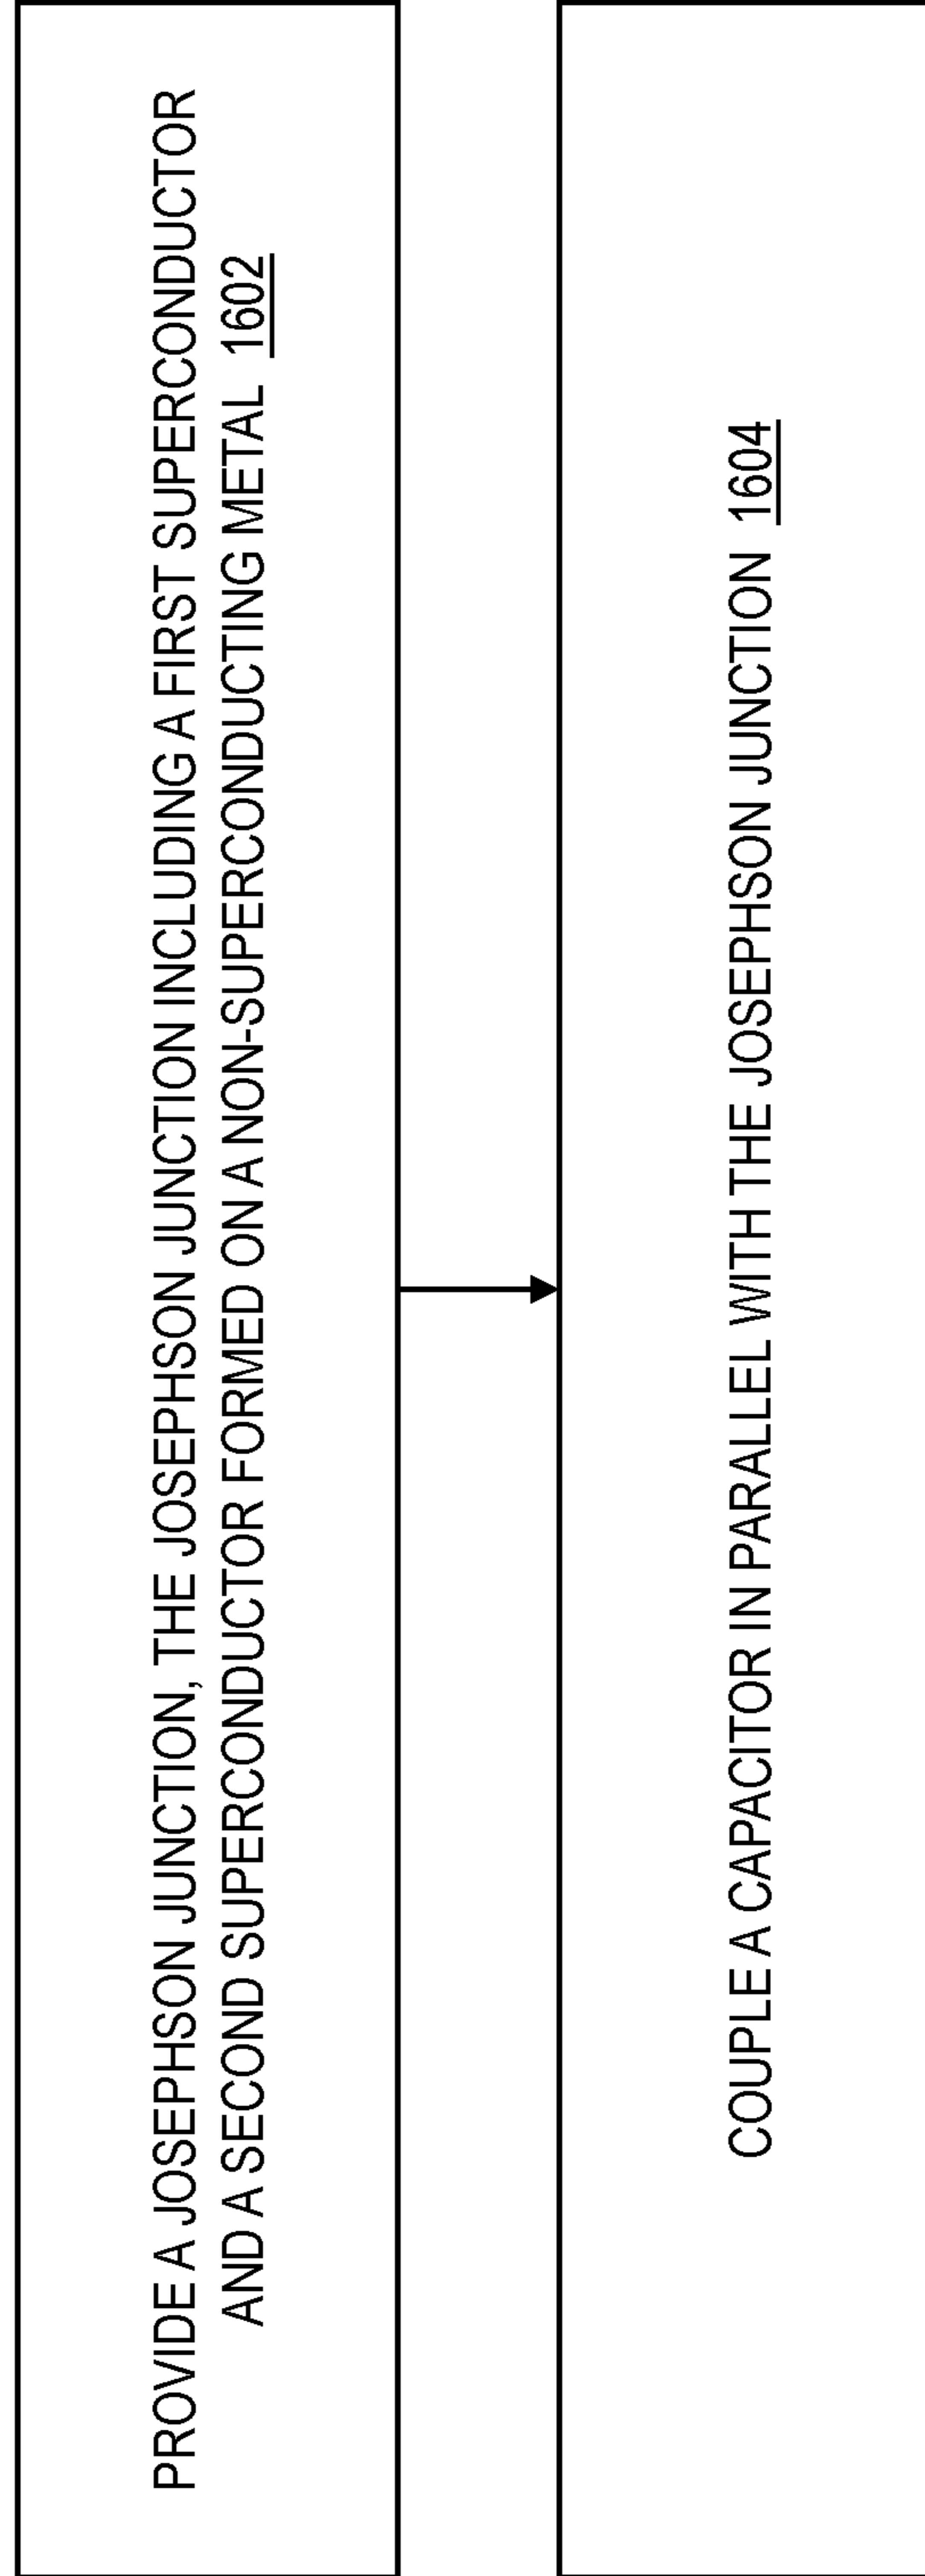 PROVIDE A JOSEPHSON JUNCTION, THE JOSEPHSON JUNCTION INCLUDING A FIRST SUPERCONDUCTOR
AND A SECOND SUPERCONDUCTOR FORMED ON A NON-SUPERCONDUCTING METAL 1602
COUPLE A CAPACITOR IN PARALLEL WITH THE JOSEPHSON JUNCTION 1604